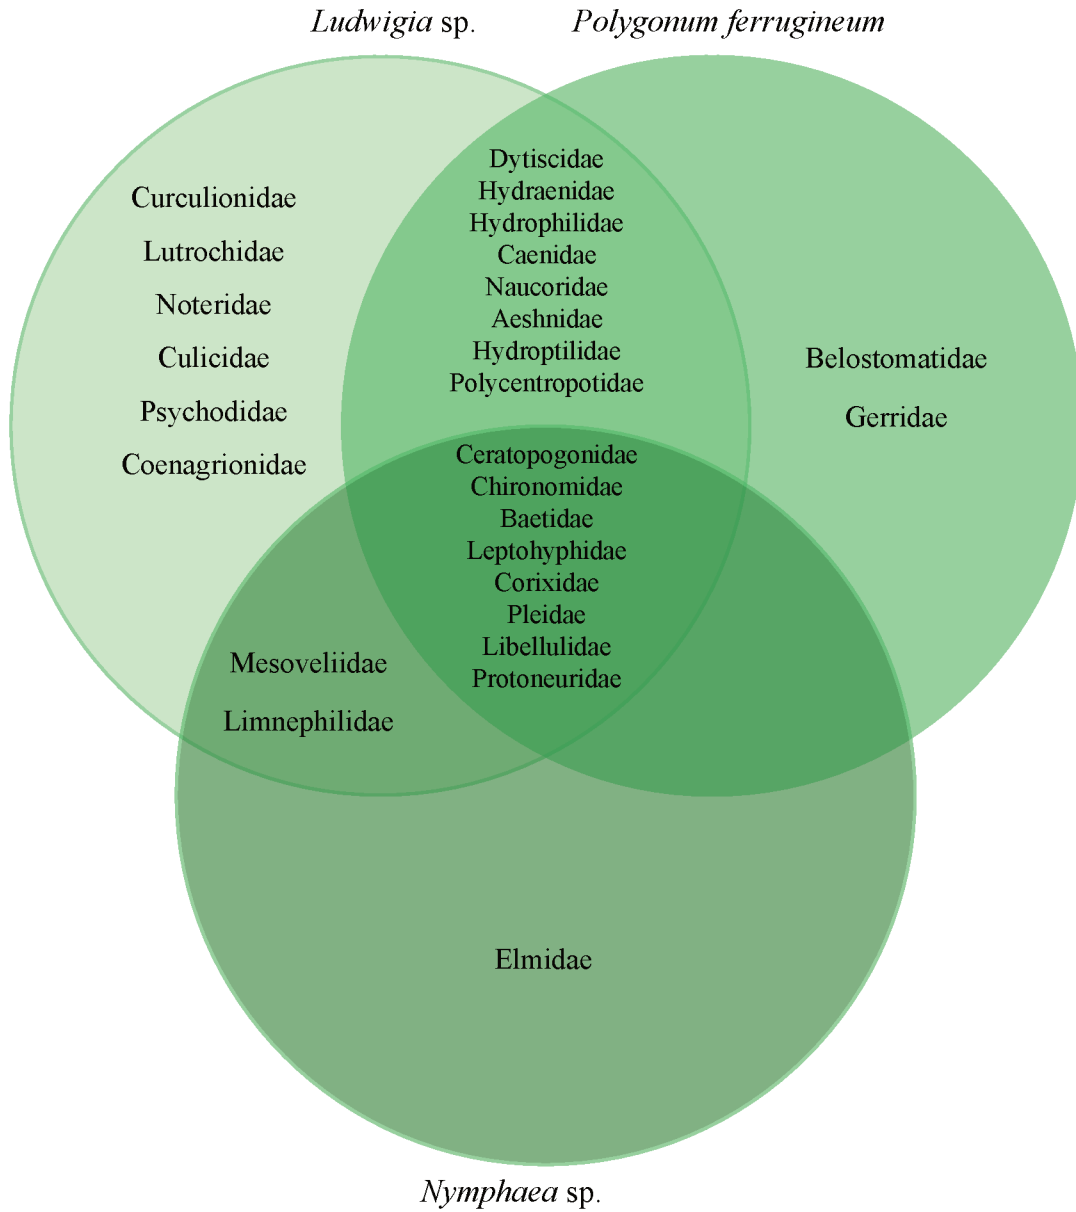 Ludwigia sp.
Polygonum ferrugineum
Curculionidae
Lutrochidae
Noteridae
Culicidae
Psychodidae
Coenagrionidae
Dytiscidae
Hydraenidae
Hydrophilidae
Caenidae
Naucoridae
Aeshnidae
Hydroptilidae
Polycentropotidae
Belostomatidae
Gerridae
Ceratopogonidae
Chironomidae
Baetidae
Leptohyphidae
Corixidae
Pleidae
Libellulidae
Protoneuridae
Mesoveliidae
Limnephilidae
Elmidae
Nymphaea sp.